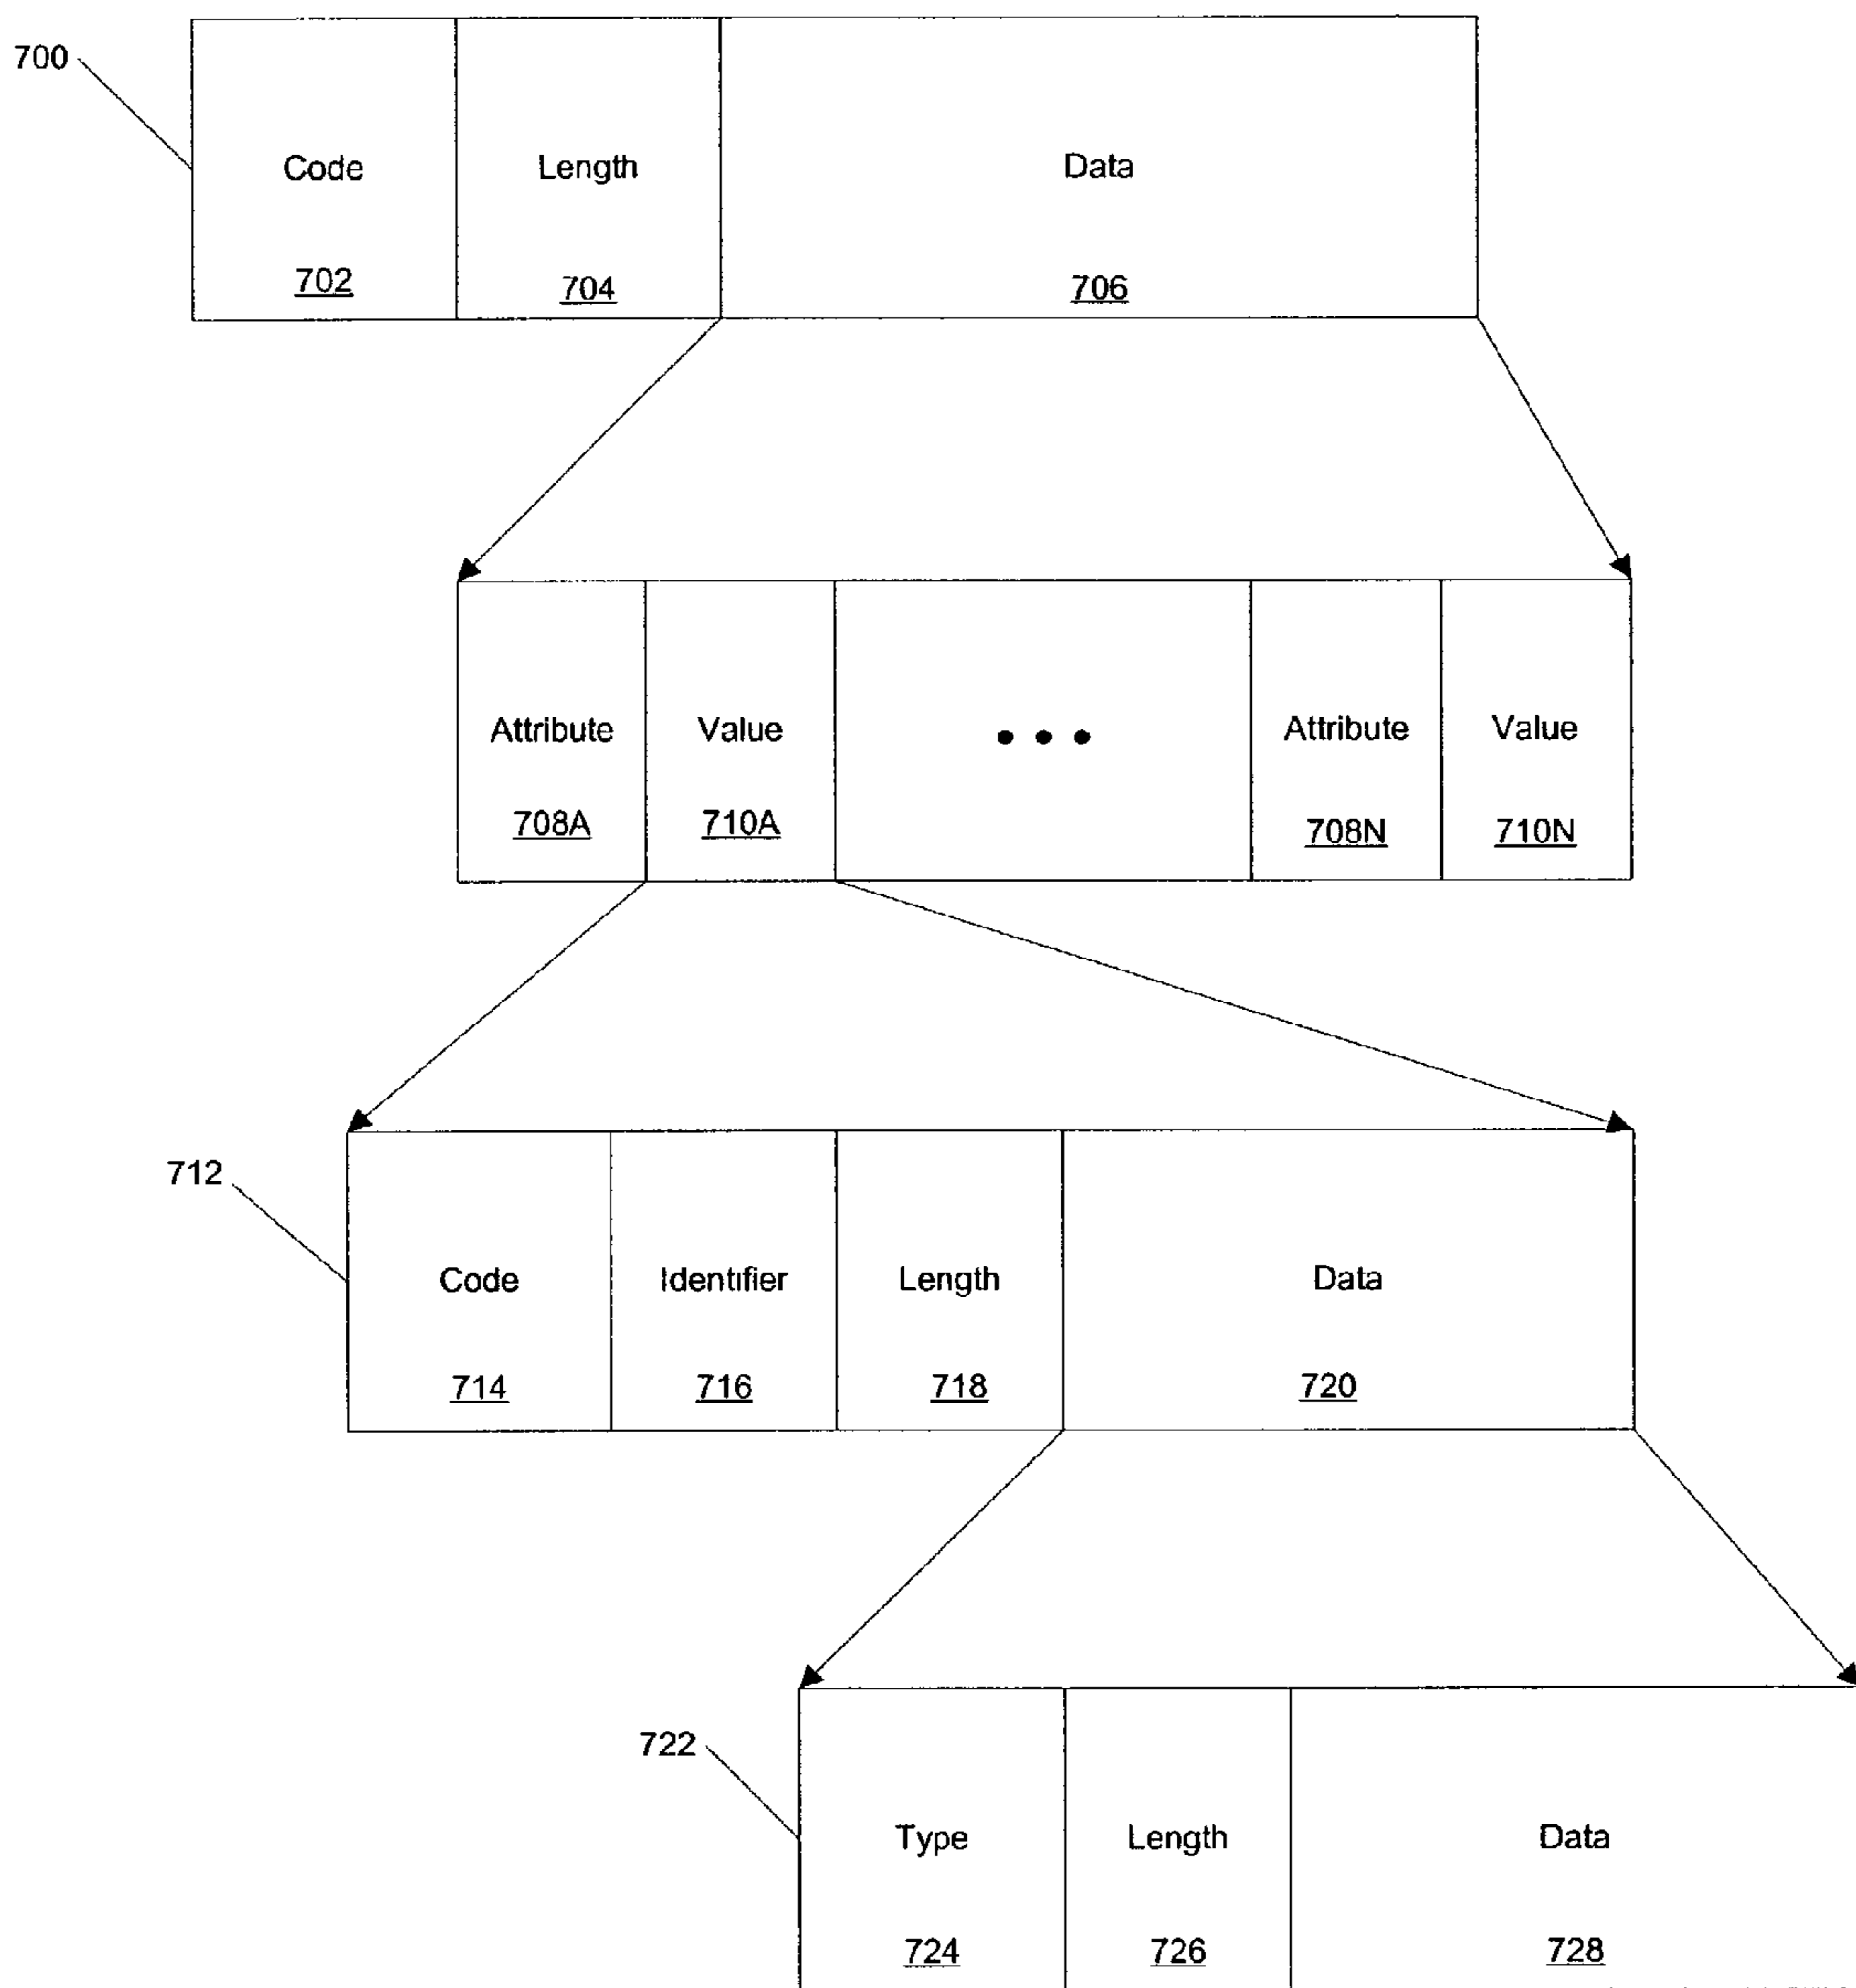 700
Code Length Data
702 704 706
Attribute Value • • • Attribute Value
708A 710A 708N 710N
712
Code Identifier Length Data
714 716 718 720
722
Type Length Data
724 726 728